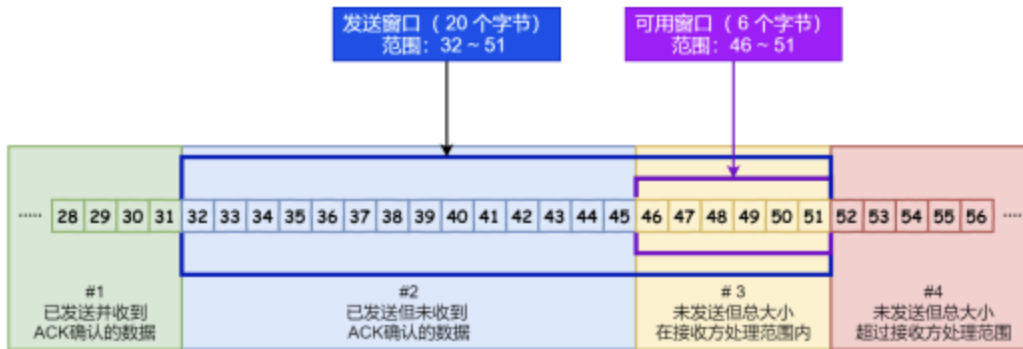 发送窗口（ 20 个字节）
范围：32 ~ 51
可用窗口（ 6 个字节）
范围：46 ~ 51
····· 28 29 30 31 32 33 34 35 36 37 38 39 40 41 42 43 44 45 46 47 48 49 50 51 52 53 54 55 56 ·····
#1
已发送并收到
ACK确认的数据
#2
已发送但未收到
ACK确认的数据
# 3
未发送但总大小
在接收方处理范围内
#4
未发送但总大小
超过接收方处理范围